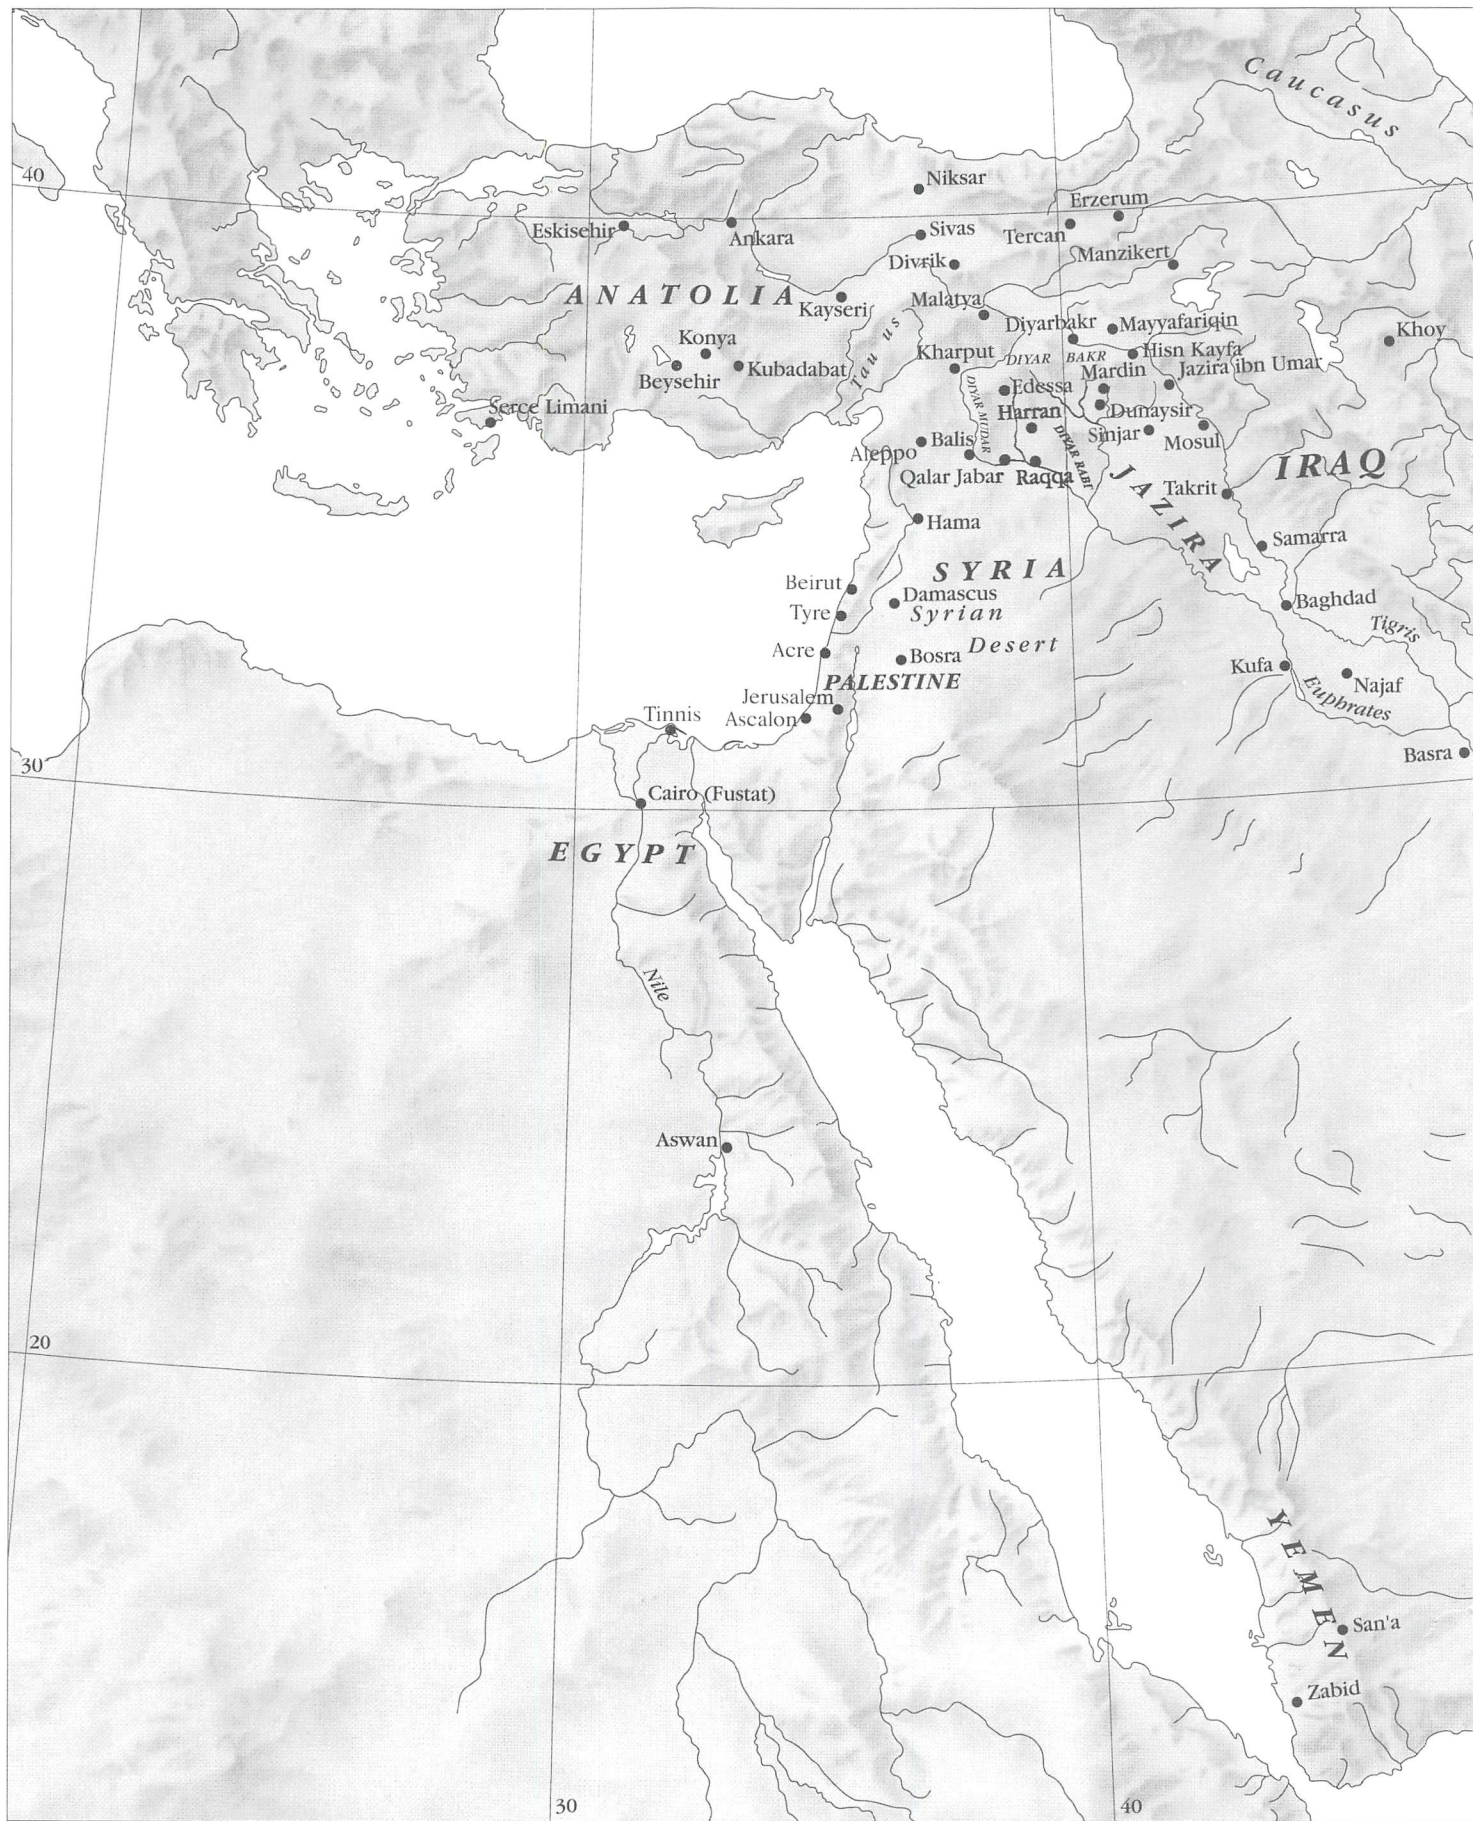 Caucasus
40
Niksar
Erzerum
Eskisehir
Ankara
Sivas
Tercan
Divrik
Manzikert
ANATOLIA
Kayseri
Malatya
Diyarbakr
Mayyafariqin
Khoy
Konya
Tau us
Kharput
DIYAR BAKR
Hisn Kayfa
Beysehir
Kubadabat
Mardin
Jazira ibn Umar
DIYAR MUDAR
Edessa
Serce Limani
Harran
Dunaysir
DIYAR RABI
Sinjar
Mosul
Aleppo
Balis
IRAQ
Qalar Jabar
Raqqa
JAZIRA
Takrit
Hama
Samarra
SYRIA
Beirut
Damascus
Baghdad
Tyre
Syrian
Desert
Tigris
Acre
Bosra
Kufa
Najaf
PALESTINE
Euphrates
Jerusalem
Tinnis
Ascalon
Basra
30
Cairo (Fustat)
EGYPT
Nile
Aswan
20
YEMEN
San'a
Zabid
30
40